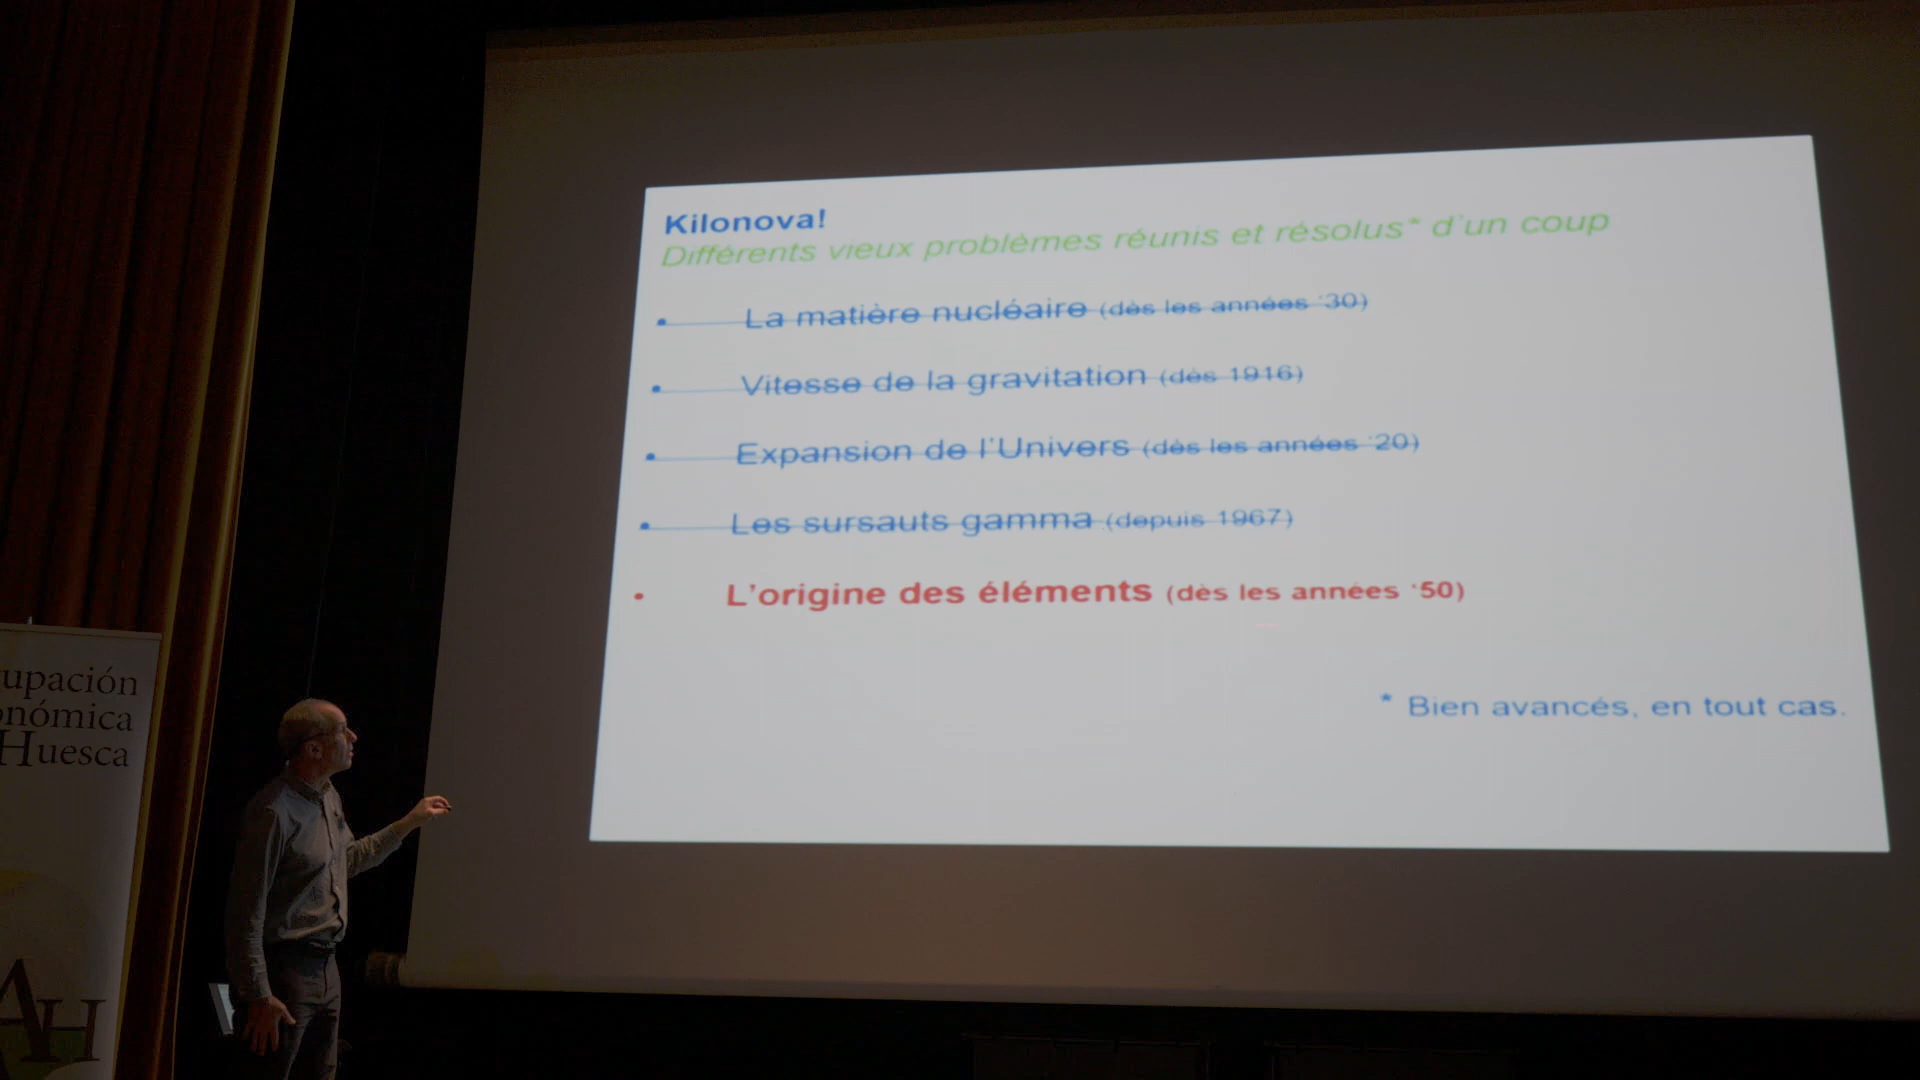 Kilonova!
Différents vieux problèmes réunis et résolus* d'un coup
• La matière nucléaire (dès les années '30)
• Vitesse de la gravitation (dès 1916)
• Expansion de l'Univers (dès les années '20)
• Les sursauts gamma (depuis 1967)
• L'origine des éléments (dès les années '50)
* Bien avancés, en tout cas.
upación
nómica
Huesca
AH